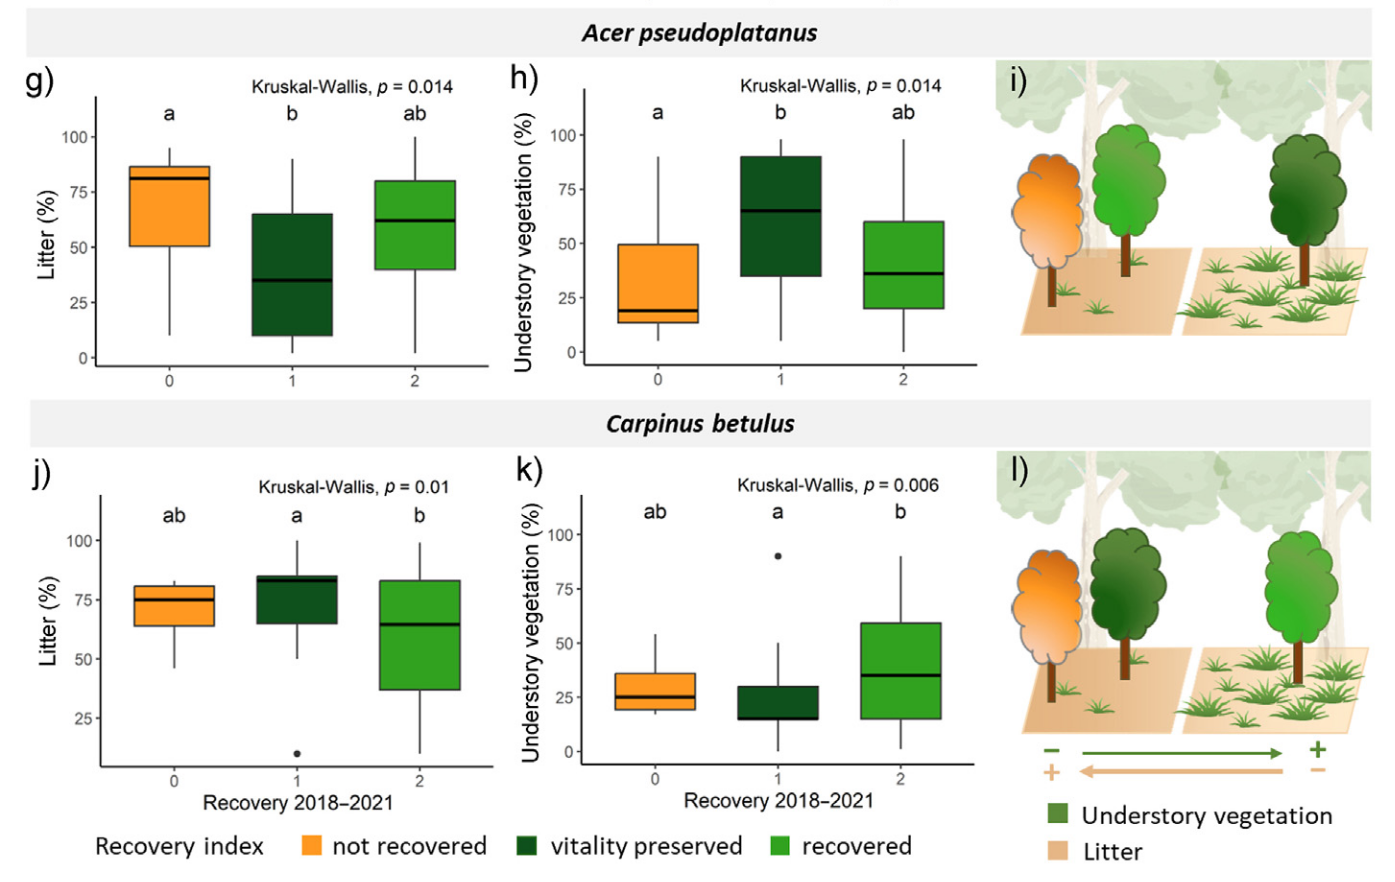 Acer pseudoplatanus
g)
Kruskal-Wallis, p = 0.014
a b ab
Litter (%)
100
75
50
25
0
0 1 2
h)
Kruskal-Wallis, p = 0.014
a b ab
Understory vegetation (%)
100
75
50
25
0
0 1 2
i)
Carpinus betulus
j)
Kruskal-Wallis, p = 0.01
ab a b
Litter (%)
100
75
50
25
0 1 2
Recovery 2018–2021
k)
Kruskal-Wallis, p = 0.006
ab a b
Understory vegetation (%)
100
75
50
25
0
0 1 2
Recovery 2018–2021
l)
− +
+ −
Understory vegetation
Litter
Recovery index not recovered vitality preserved recovered